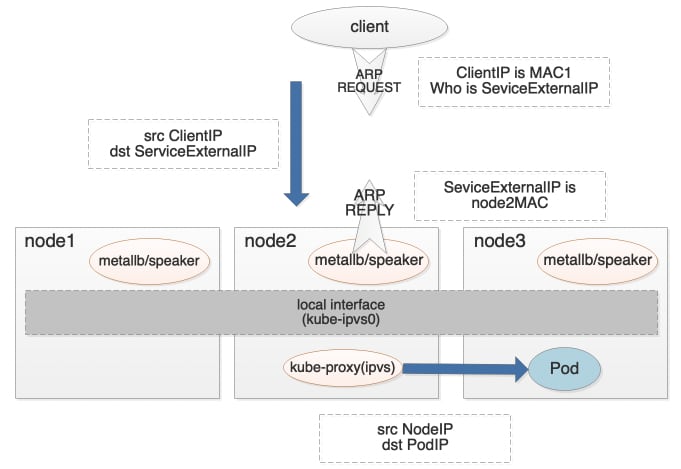 client
ARP
REQUEST
ClientIP is MAC1
Who is SeviceExternalIP
src ClientIP
dst ServiceExternalIP
ARP
REPLY
SeviceExternalIP is
node2MAC
node1
node2
node3
metallb/speaker
metallb/speaker
metallb/speaker
local interface
(kube-ipvs0)
kube-proxy(ipvs)
Pod
src NodeIP
dst PodIP